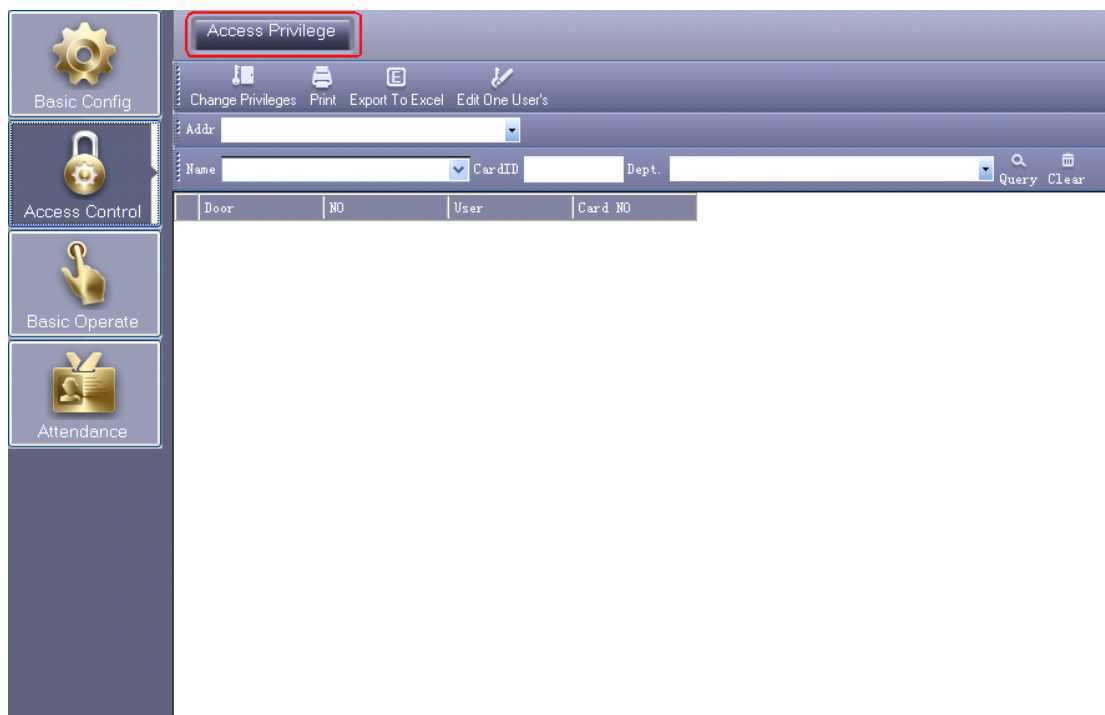 Access Privilege
Basic Config
Change Privileges Print Export To Excel Edit One User's
Addr
Name CardID Dept. Query Clear
Access Control
Door NO User Card NO
Basic Operate
Attendance